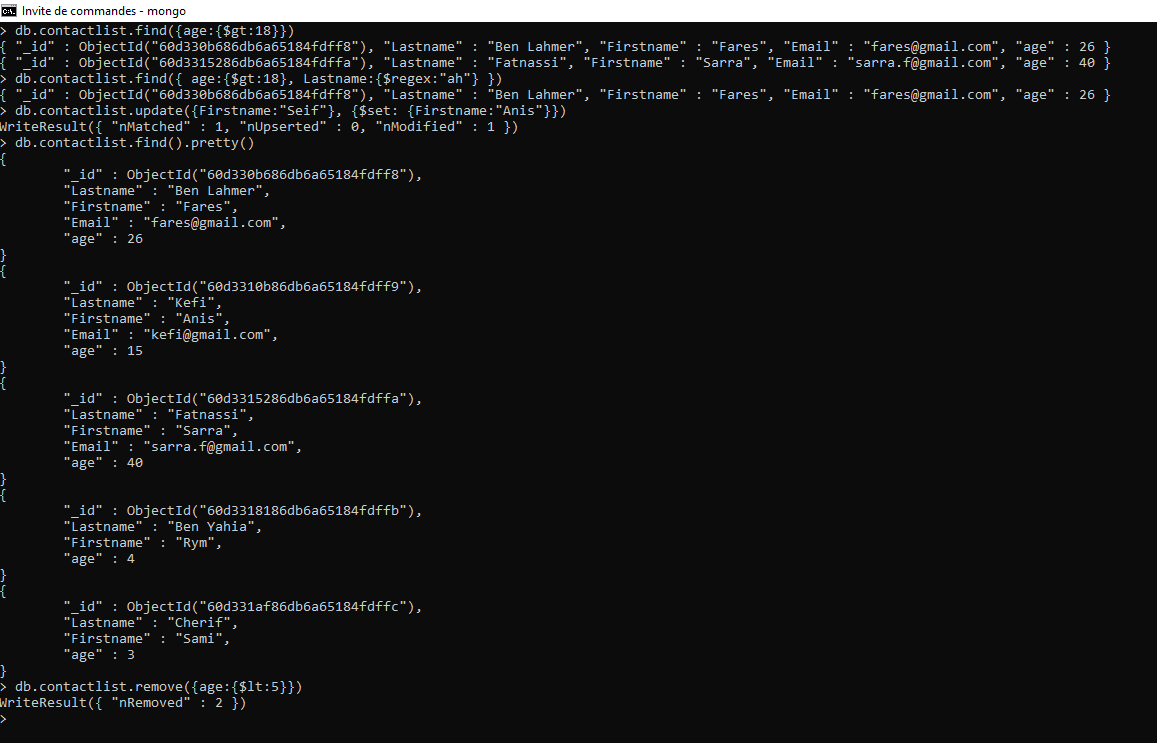 Invite de commandes - mongo
> db.contactlist.find({age:{$gt:18}})
{ "_id" : ObjectId("60d330b686db6a65184fdff8"), "Lastname" : "Ben Lahmer", "Firstname" : "Fares", "Email" : "fares@gmail.com", "age" : 26 }
{ "_id" : ObjectId("60d3315286db6a65184fdffa"), "Lastname" : "Fatnassi", "Firstname" : "Sarra", "Email" : "sarra.f@gmail.com", "age" : 40 }
> db.contactlist.find({ age:{$gt:18}, Lastname:{$regex:"ah"} })
{ "_id" : ObjectId("60d330b686db6a65184fdff8"), "Lastname" : "Ben Lahmer", "Firstname" : "Fares", "Email" : "fares@gmail.com", "age" : 26 }
> db.contactlist.update({Firstname:"Seif"}, {$set: {Firstname:"Anis"}})
WriteResult({ "nMatched" : 1, "nUpserted" : 0, "nModified" : 1 })
> db.contactlist.find().pretty()
{
"_id" : ObjectId("60d330b686db6a65184fdff8"),
"Lastname" : "Ben Lahmer",
"Firstname" : "Fares",
"Email" : "fares@gmail.com",
"age" : 26
}
{
"_id" : ObjectId("60d3310b86db6a65184fdff9"),
"Lastname" : "Kefi",
"Firstname" : "Anis",
"Email" : "kefi@gmail.com",
"age" : 15
}
{
"_id" : ObjectId("60d3315286db6a65184fdffa"),
"Lastname" : "Fatnassi",
"Firstname" : "Sarra",
"Email" : "sarra.f@gmail.com",
"age" : 40
}
{
"_id" : ObjectId("60d3318186db6a65184fdffb"),
"Lastname" : "Ben Yahia",
"Firstname" : "Rym",
"age" : 4
}
{
"_id" : ObjectId("60d331af86db6a65184fdffc"),
"Lastname" : "Cherif",
"Firstname" : "Sami",
"age" : 3
}
> db.contactlist.remove({age:{$lt:5}})
WriteResult({ "nRemoved" : 2 })
>